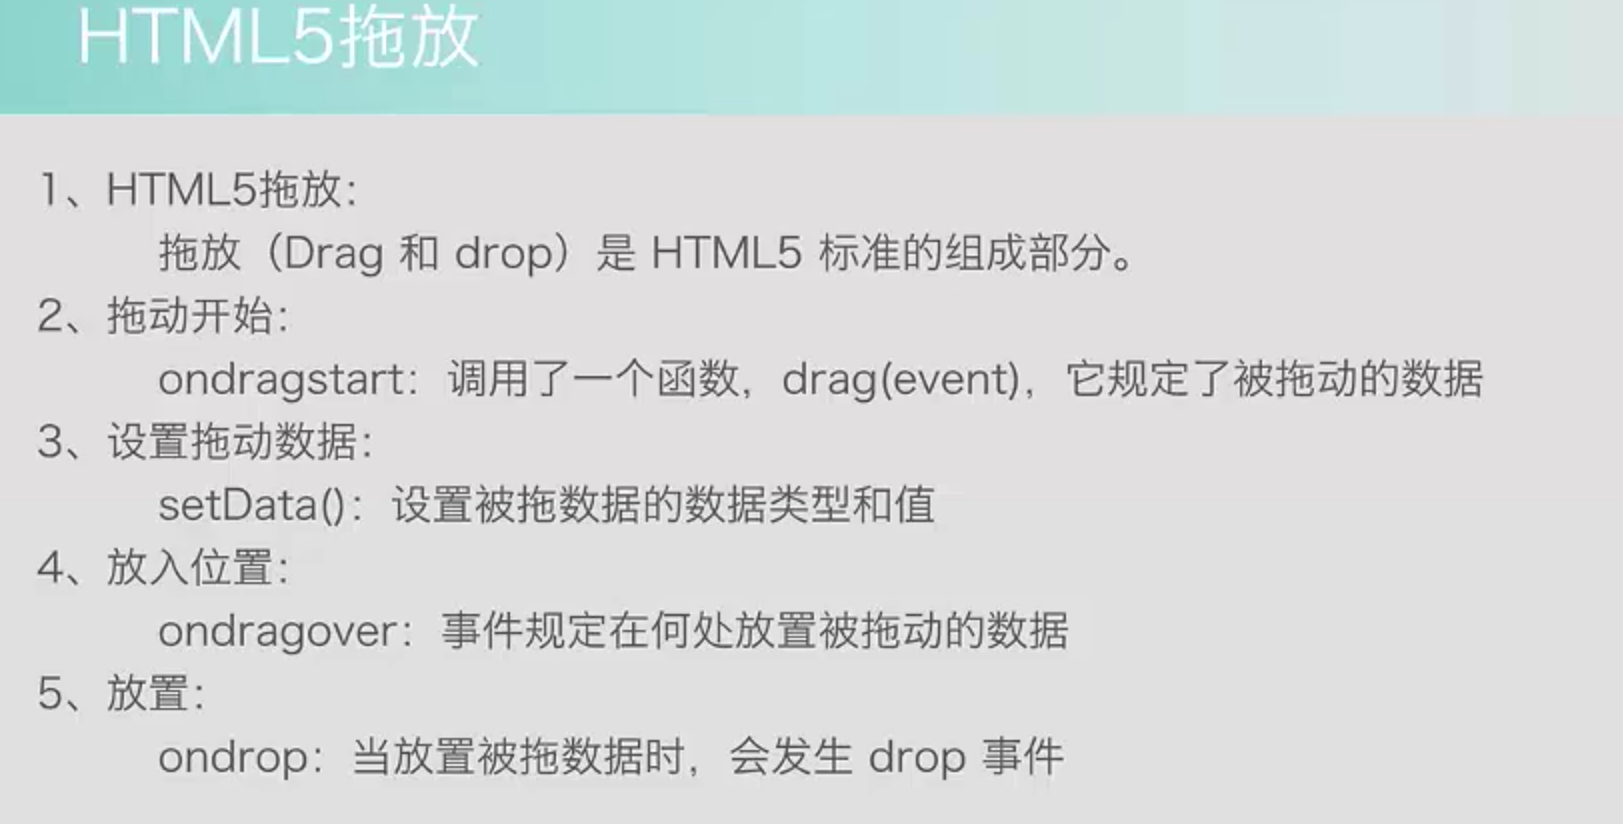 HTML5拖放
1、HTML5拖放：
拖放（Drag 和 drop）是 HTML5 标准的组成部分。
2、拖动开始：
ondragstart：调用了一个函数，drag(event)，它规定了被拖动的数据
3、设置拖动数据：
setData()：设置被拖数据的数据类型和值
4、放入位置：
ondragover：事件规定在何处放置被拖动的数据
5、放置：
ondrop：当放置被拖数据时，会发生 drop 事件